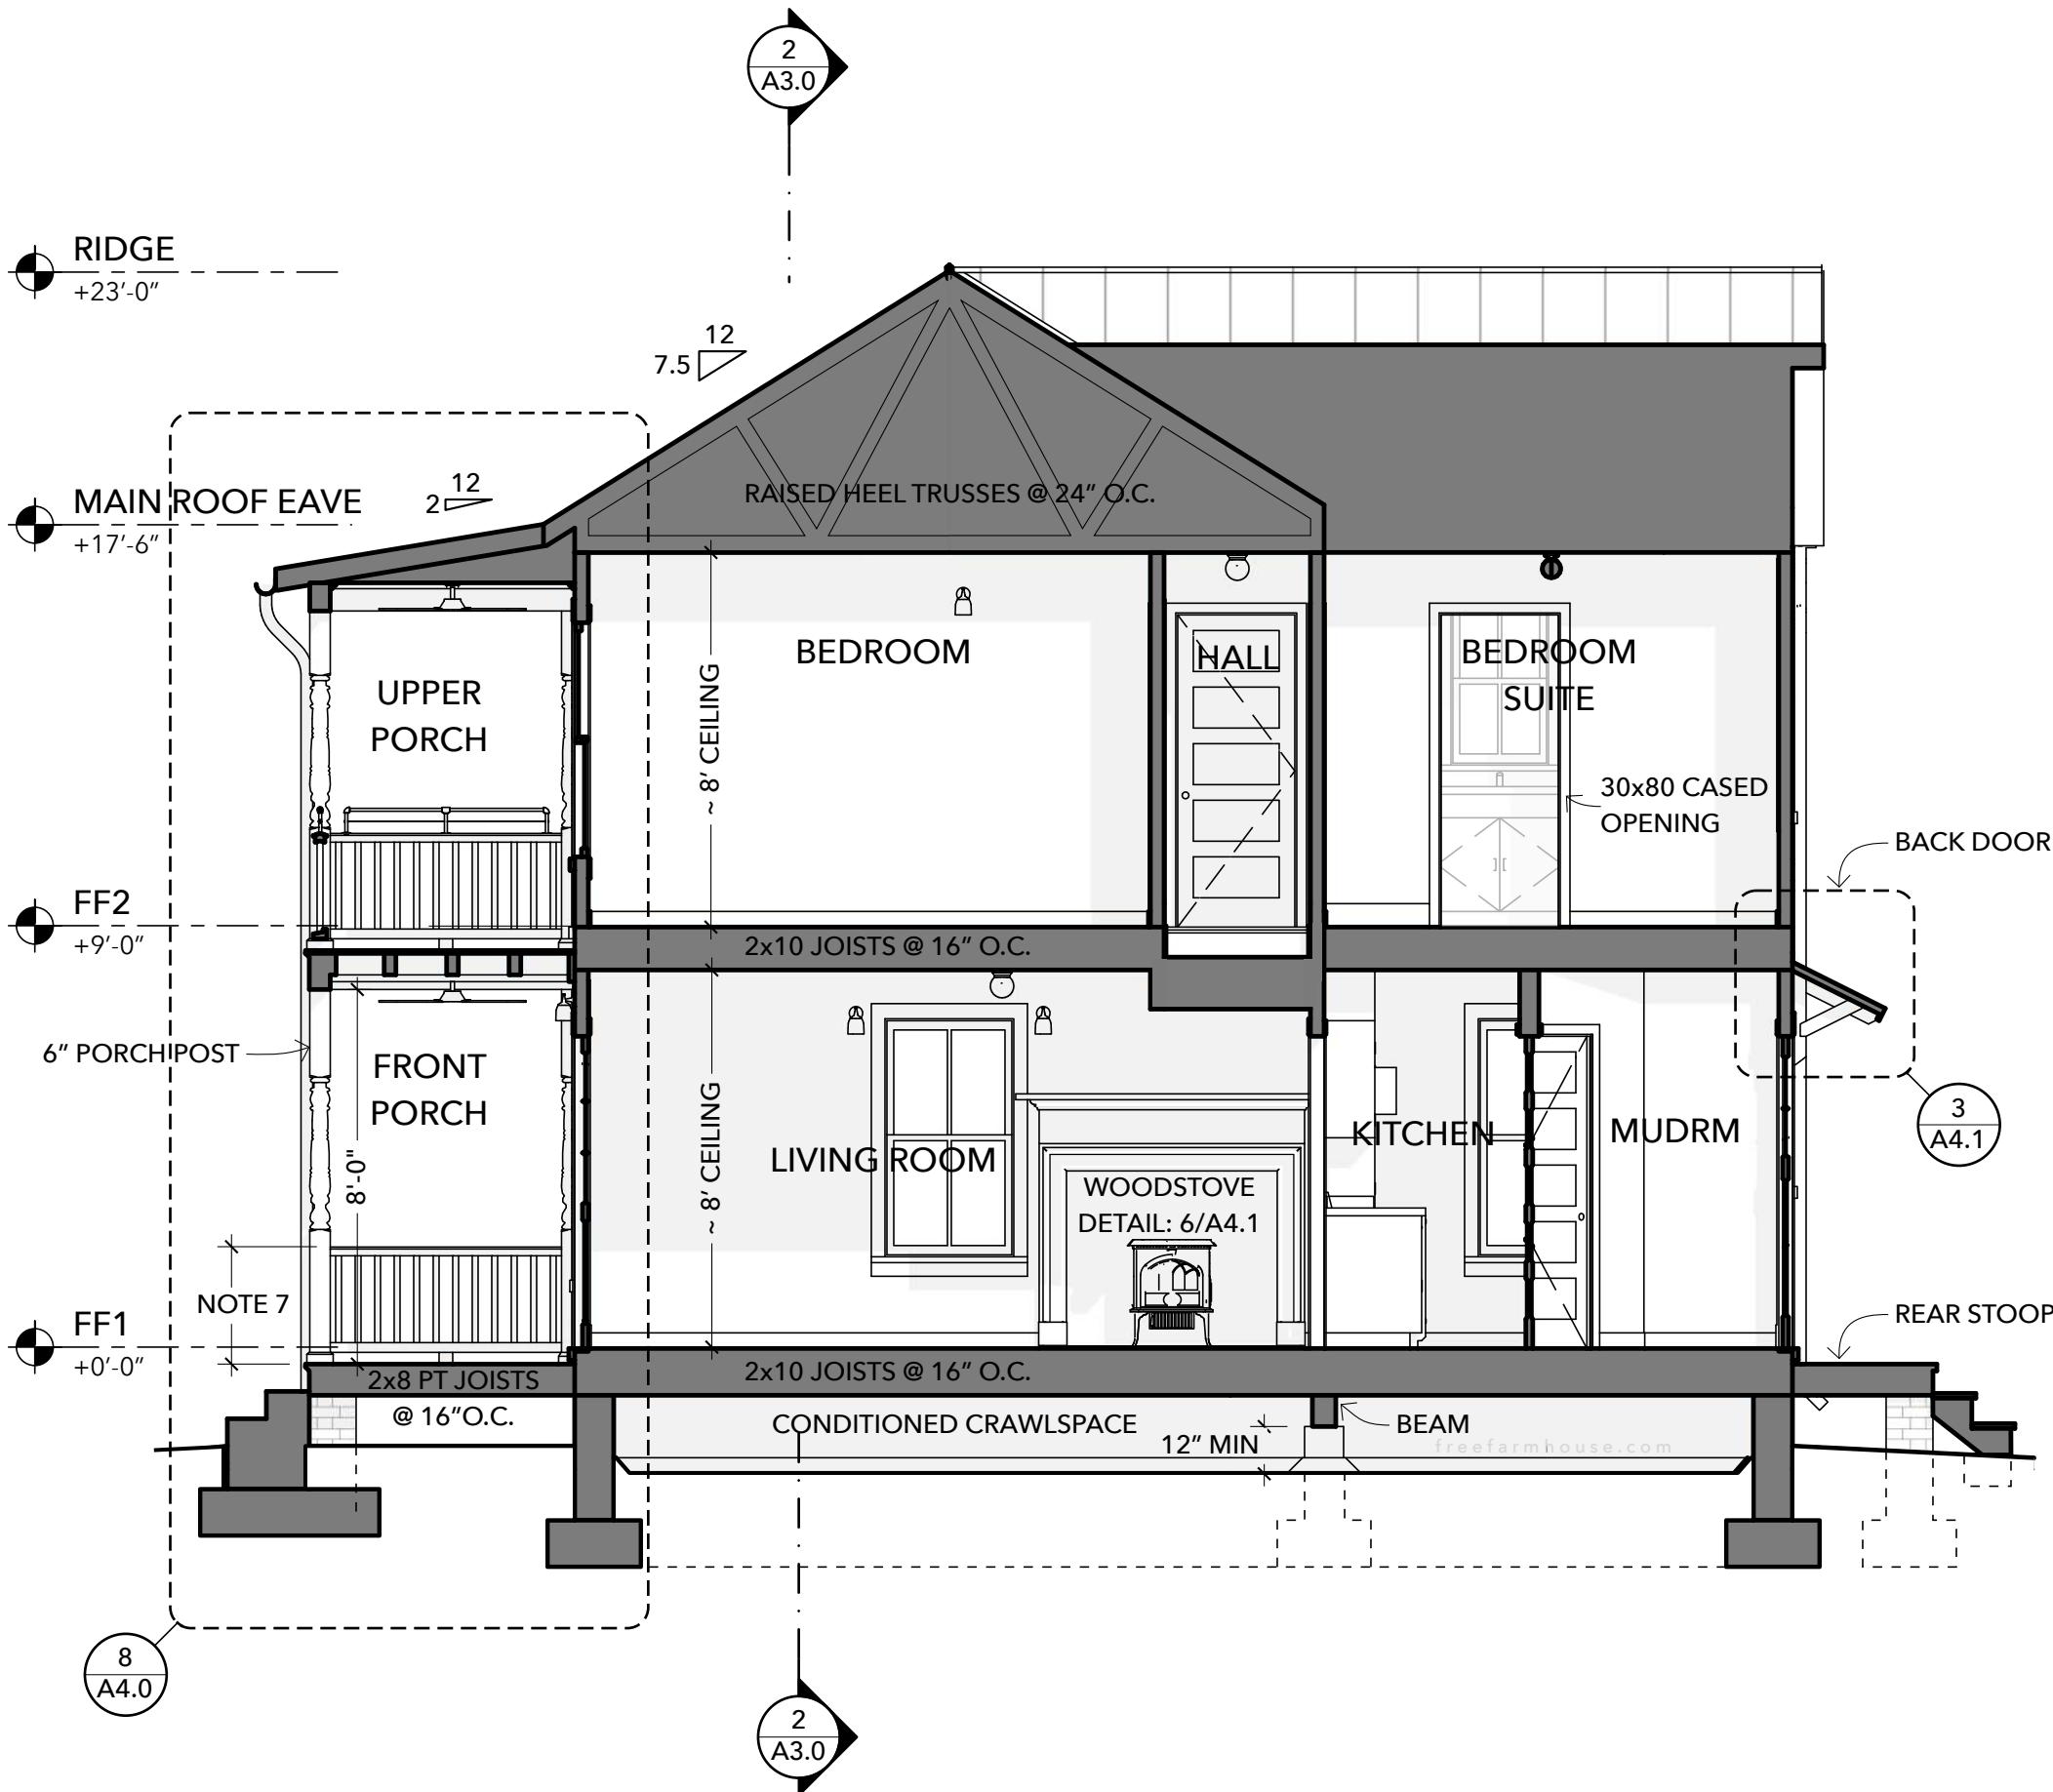 2
A3.0
RIDGE
+23'-0"
12
7.5
MAIN ROOF EAVE
+17'-6"
12
2
RAISED HEEL TRUSSES @ 24" O.C.
UPPER
PORCH
BEDROOM
HALL
BEDROOM
SUITE
~ 8' CEILING
30x80 CASED
OPENING
BACK DOOR
FF2
+9'-0"
2x10 JOISTS @ 16" O.C.
6" PORCH POST
FRONT
PORCH
8'-0"
~ 8' CEILING
LIVING ROOM
WOODSTOVE
DETAIL: 6/A4.1
KITCHEN
MUDRM
3
A4.1
NOTE 7
FF1
+0'-0"
REAR STOOP
2x8 PT JOISTS
@ 16"O.C.
2x10 JOISTS @ 16" O.C.
CONDITIONED CRAWLSPACE
12" MIN
BEAM
freefarmhouse.com
8
A4.0
2
A3.0